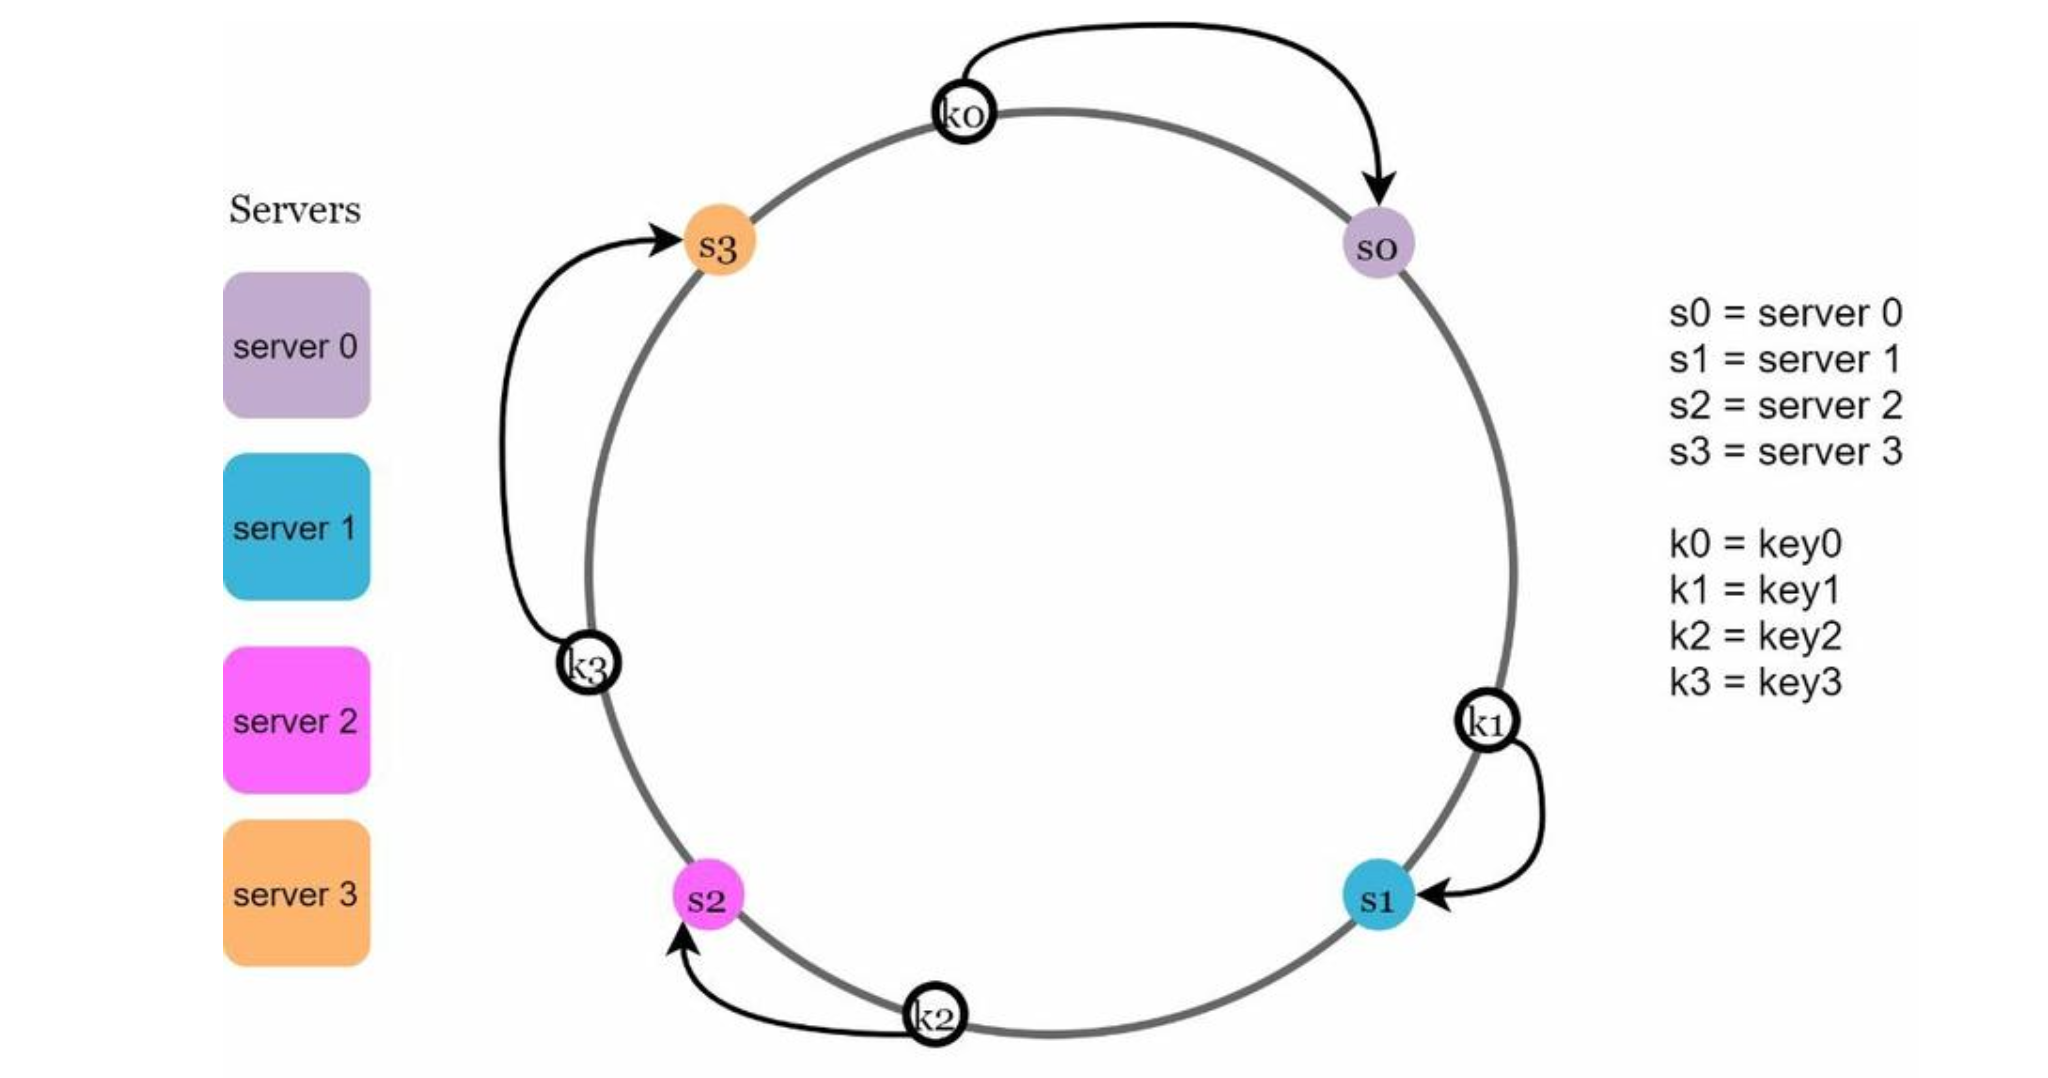 Servers
server 0
server 1
server 2
server 3
k0
s3
s0
k3
k1
s2
s1
k2
s0 = server 0
s1 = server 1
s2 = server 2
s3 = server 3
k0 = key0
k1 = key1
k2 = key2
k3 = key3